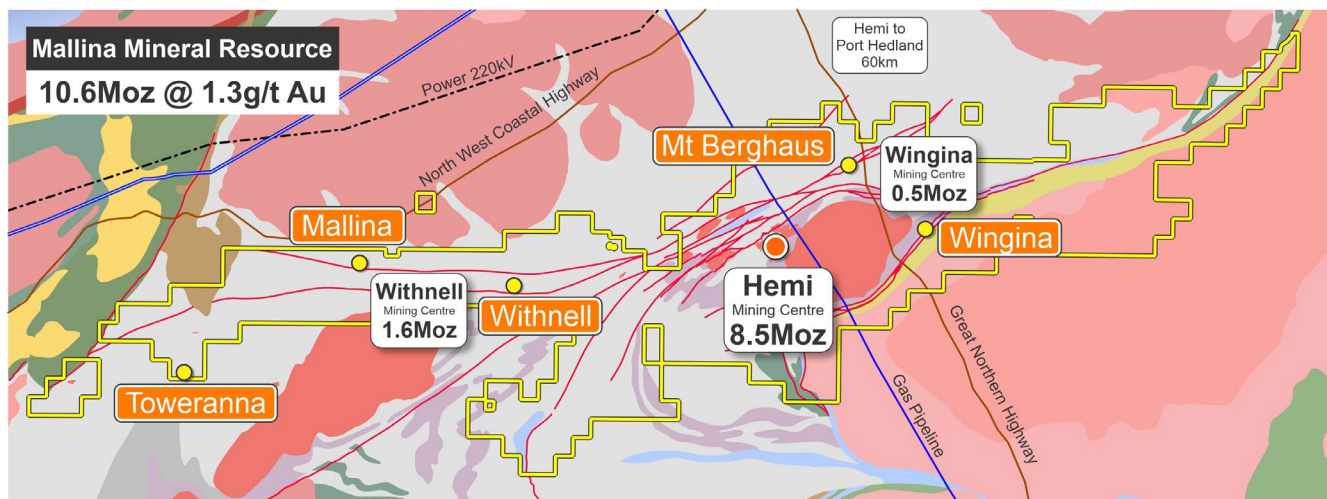 Mallina Mineral Resource
10.6Moz @ 1.3g/t Au
Power 220kV
North West Coastal Highway
Hemi to
Port Hedland
60km
Mt Berghaus
Wingina
Mining Centre
0.5Moz
Mallina
Wingina
Withnell
Mining Centre
1.6Moz
Withnell
Hemi
Mining Centre
8.5Moz
Toweranna
Gas Pipeline
Great Northern Highway